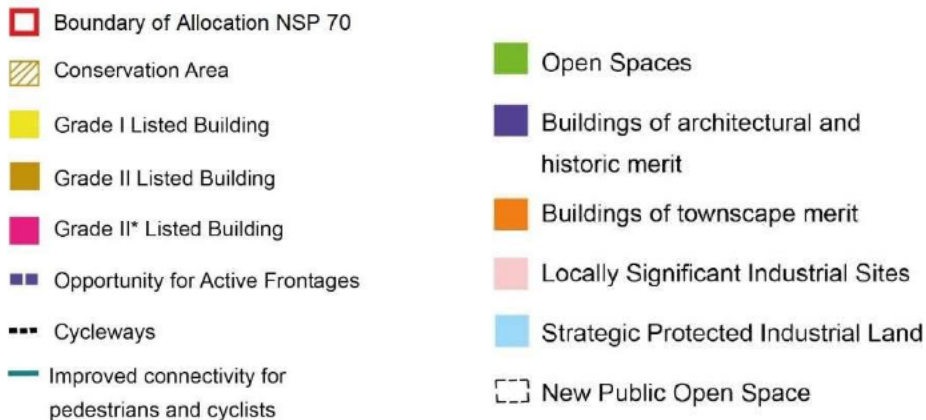 Boundary of Allocation NSP 70
Conservation Area
Grade I Listed Building
Grade II Listed Building
Grade II* Listed Building
Opportunity for Active Frontages
Cycleways
Improved connectivity for
pedestrians and cyclists
Open Spaces
Buildings of architectural and
historic merit
Buildings of townscape merit
Locally Significant Industrial Sites
Strategic Protected Industrial Land
New Public Open Space